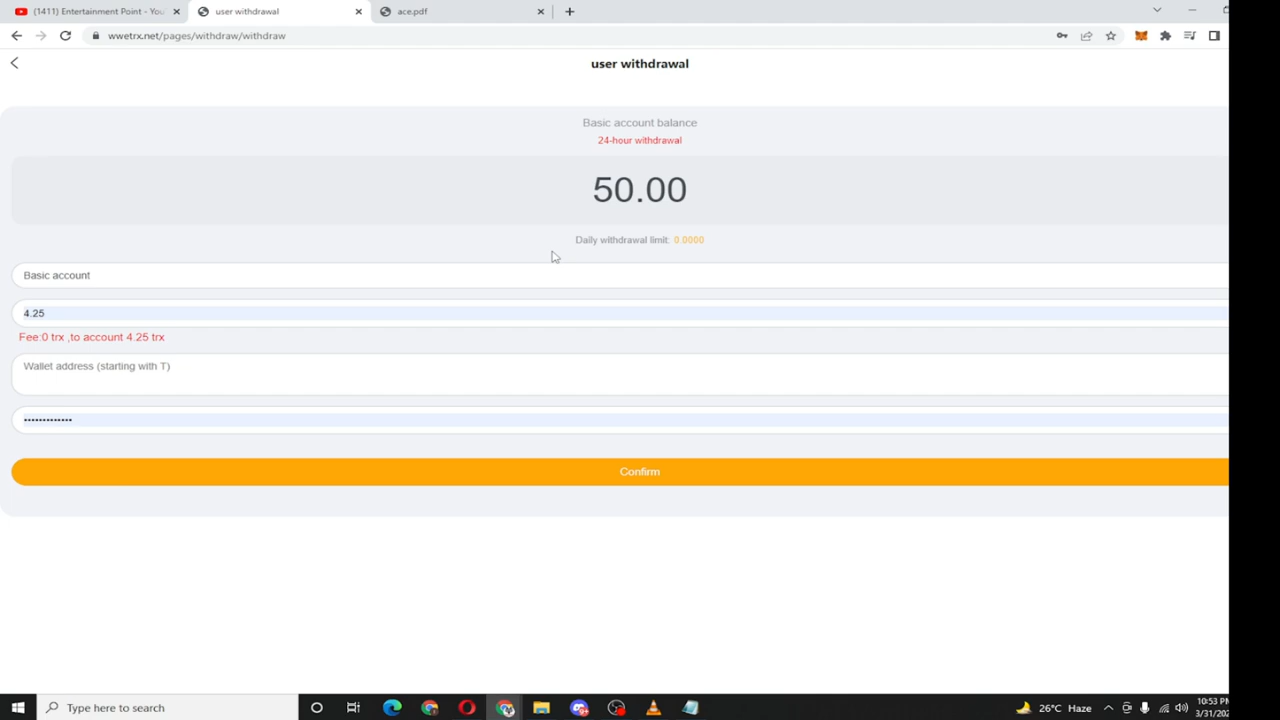 (1411) Entertainment Point - You
user withdrawal
ace.pdf
wwetrx.net/pages/withdraw/withdraw
user withdrawal
Basic account balance
24-hour withdrawal
50.00
Daily withdrawal limit: 0.0000
Basic account
4.25
Fee:0 trx ,to account 4.25 trx
Wallet address (starting with T)
•••••••••••••
Confirm
Type here to search
26°C Haze
10:53 PM
3/31/202